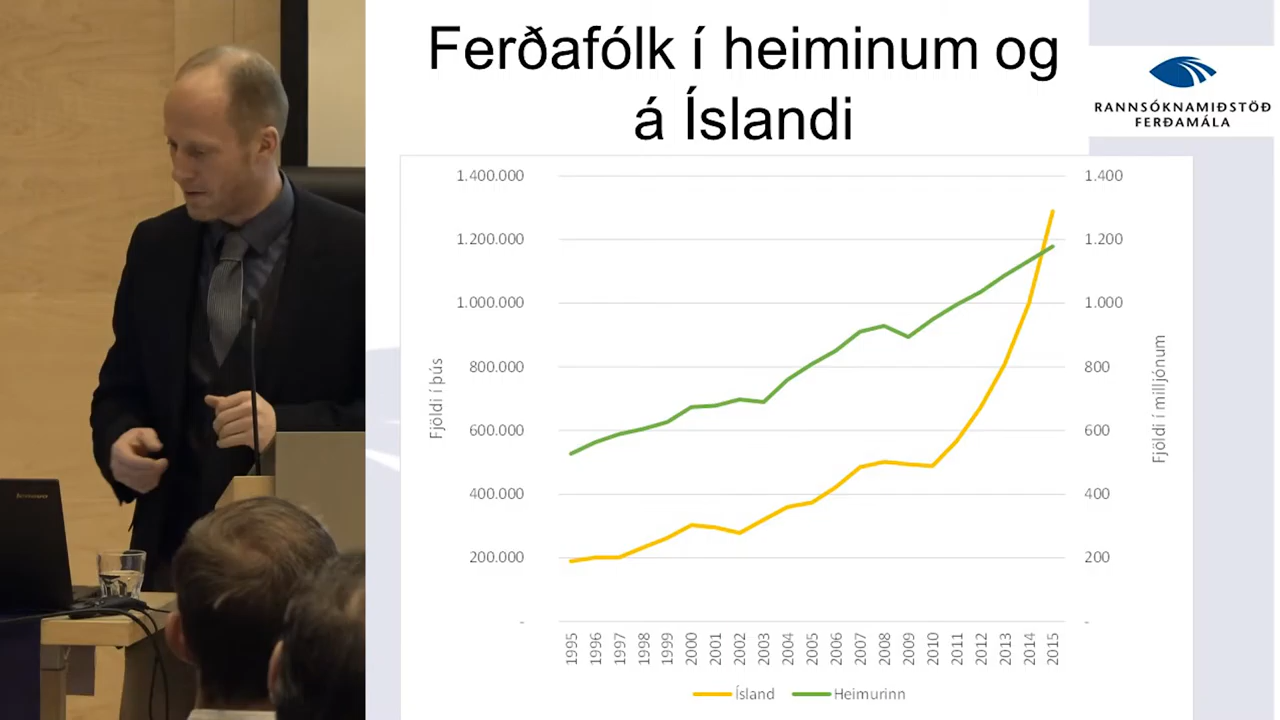 Ferðafólk í heiminum og
á Íslandi
RANNSÓKNAMIÐSTÖÐ
FERÐAMÁLA
1.400.000
1.200.000
1.000.000
800.000
600.000
400.000
200.000
-
Fjöldi í þús
1.400
1.200
1.000
800
600
400
200
-
Fjöldi í milljónum
1995 1996 1997 1998 1999 2000 2001 2002 2003 2004 2005 2006 2007 2008 2009 2010 2011 2012 2013 2014 2015
Ísland Heimurinn